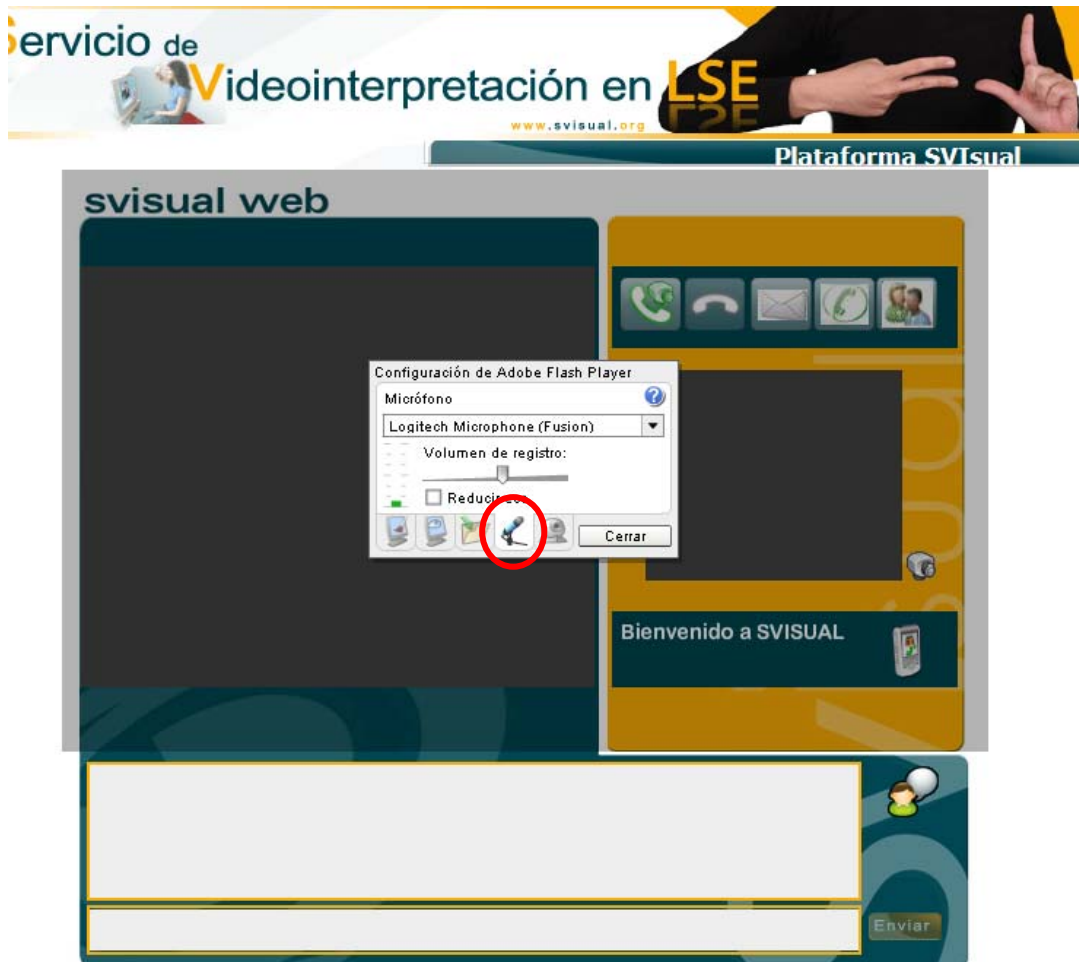 Servicio de
Videointerpretación en LSE
www.svisual.org
Plataforma SVIsual
svisual web
Configuración de Adobe Flash Player
Micrófono
Logitech Microphone (Fusion)
Volumen de registro:
Reducir
Cerrar
Bienvenido a SVISUAL
Enviar